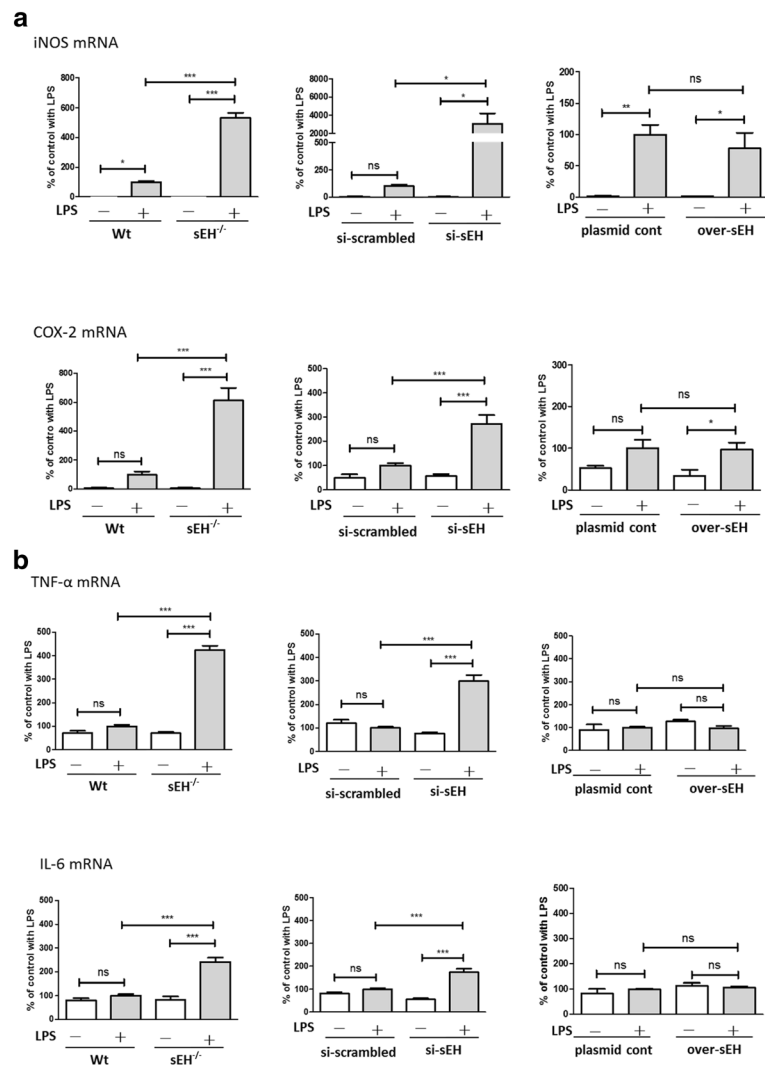 a
iNOS mRNA
% of control with LPS
800
600
400
200
0
***
***
*
LPS − + − +
Wt sEH-/-
% of control with LPS
8000
6000
4000
2000
500
250
0
*
*
ns
LPS − + − +
si-scrambled si-sEH
% of control with LPS
200
150
100
50
0
ns
** *
LPS − + − +
plasmid cont over-sEH
COX-2 mRNA
% of contro with LPS
800
600
400
200
0
***
***
ns
LPS − + − +
Wt sEH-/-
% of control with LPS
500
400
300
200
100
0
***
***
ns
LPS − + − +
si-scrambled si-sEH
% of control with LPS
300
200
100
0
ns
ns *
LPS − + − +
plasmid cont over-sEH
b
TNF-α mRNA
% of control with LPS
500
400
300
200
100
0
***
***
ns
LPS − + − +
Wt sEH-/-
% of control with LPS
500
400
300
200
100
0
***
***
ns
LPS − + − +
si-scrambled si-sEH
% of control with LPS
500
400
300
200
100
0
ns
ns ns
LPS − + − +
plasmid cont over-sEH
IL-6 mRNA
% of control with LPS
500
400
300
200
100
0
***
***
ns
LPS − + − +
Wt sEH-/-
% of control with LPS
500
400
300
200
100
0
***
***
ns
LPS − + − +
si-scrambled si-sEH
% of control with LPS
500
400
300
200
100
0
ns
ns ns
LPS − + − +
plasmid cont over-sEH